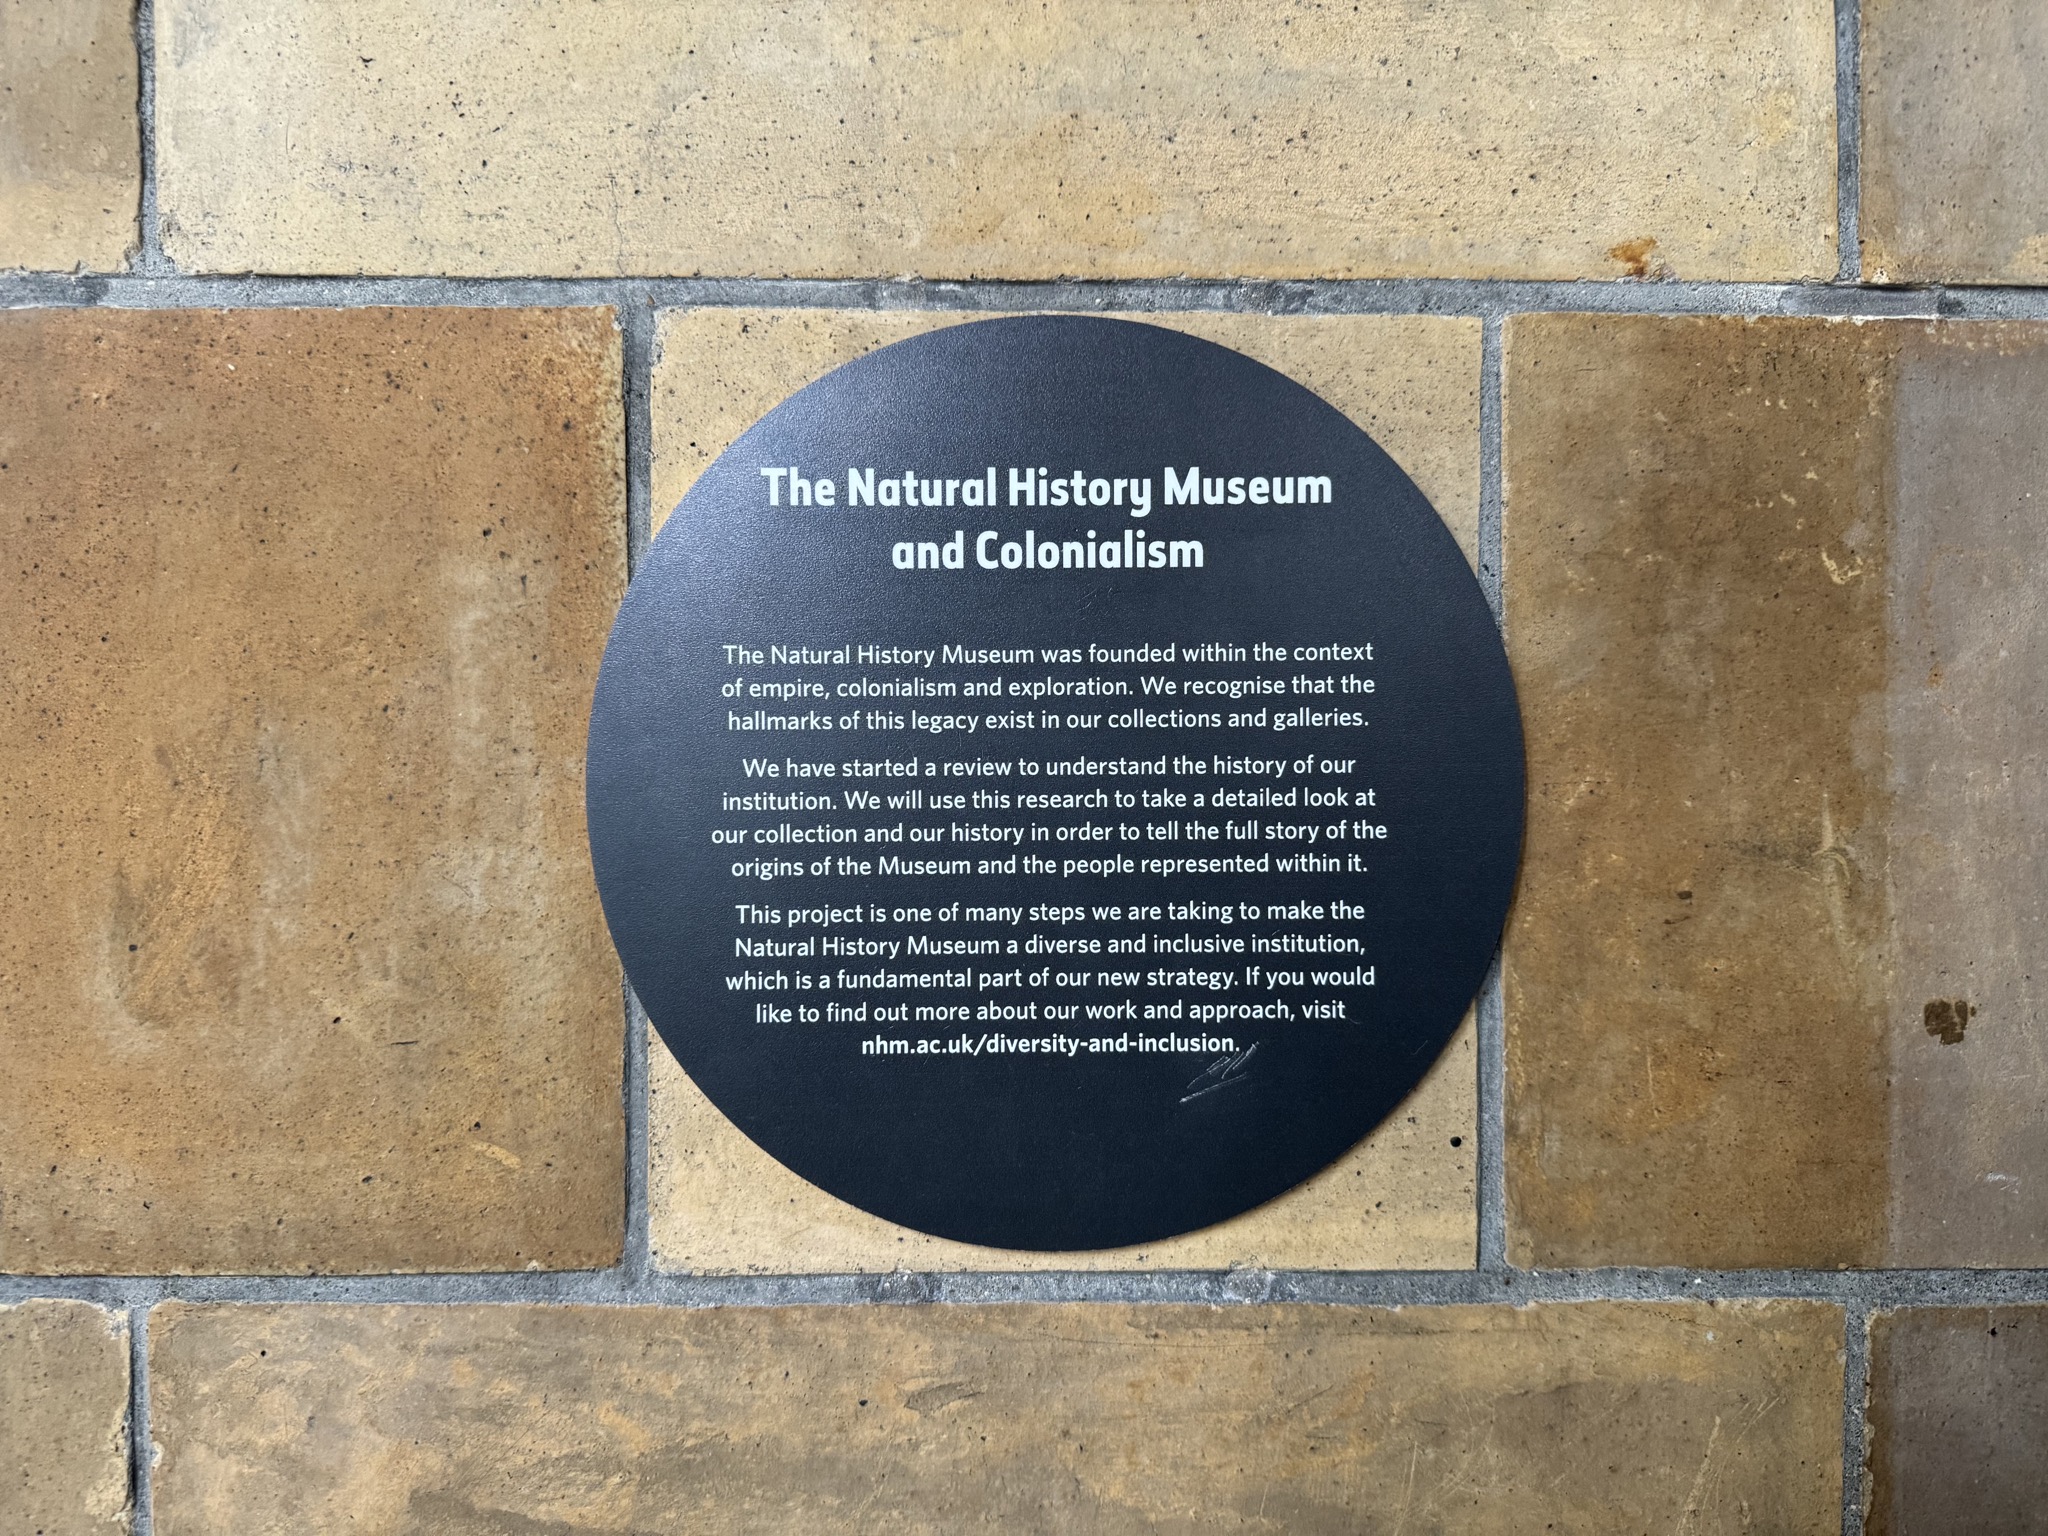 The Natural History Museum
and Colonialism
The Natural History Museum was founded within the context
of empire, colonialism and exploration. We recognise that the
hallmarks of this legacy exist in our collections and galleries.
We have started a review to understand the history of our
institution. We will use this research to take a detailed look at
our collection and our history in order to tell the full story of the
origins of the Museum and the people represented within it.
This project is one of many steps we are taking to make the
Natural History Museum a diverse and inclusive institution,
which is a fundamental part of our new strategy. If you would
like to find out more about our work and approach, visit
nhm.ac.uk/diversity-and-inclusion.